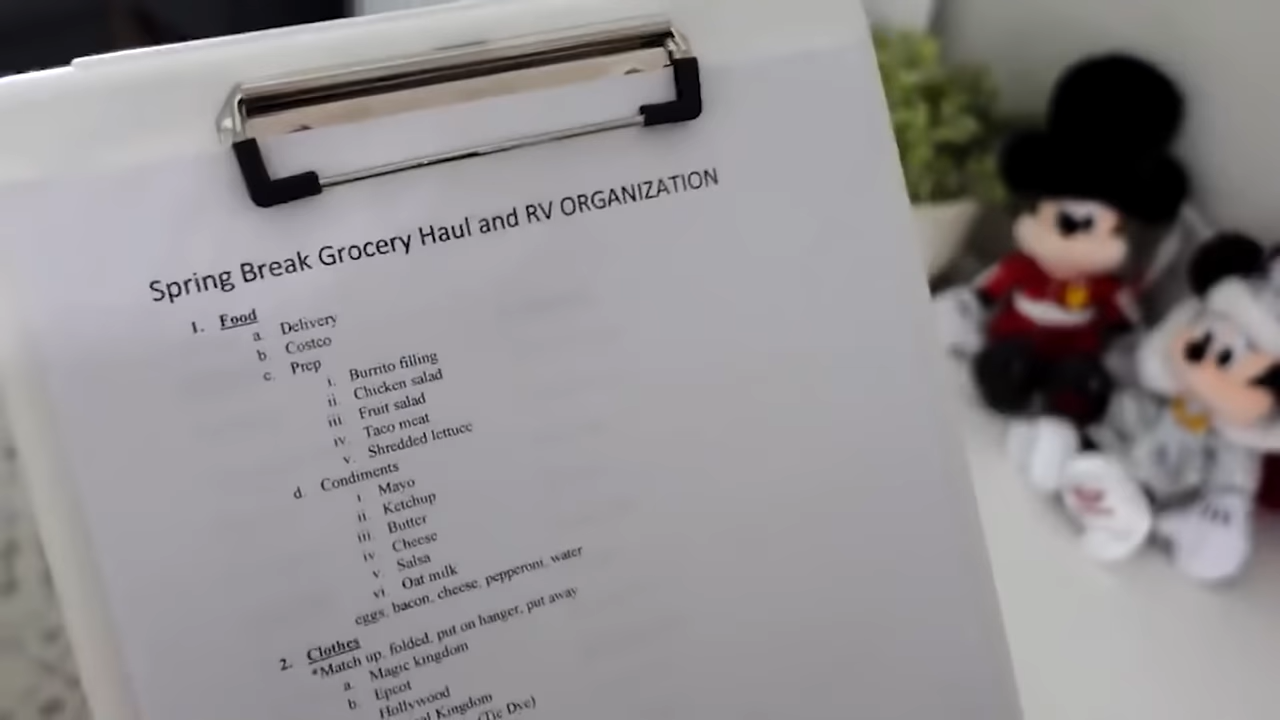 Spring Break Grocery Haul and RV ORGANIZATION
1. Food
a. Delivery
b. Costco
c. Prep
i. Burrito filling
ii. Chicken salad
iii. Fruit salad
iv. Taco meat
v. Shredded lettuce
d. Condiments
i. Mayo
ii. Ketchup
iii. Butter
iv. Cheese
v. Salsa
vi. Oat milk
eggs, bacon, cheese, pepperoni, water
2. Clothes
*Match up, folded, put on hanger, put away
a. Magic kingdom
b. Epcot
Hollywood
Kingdom
(Tie Dye)